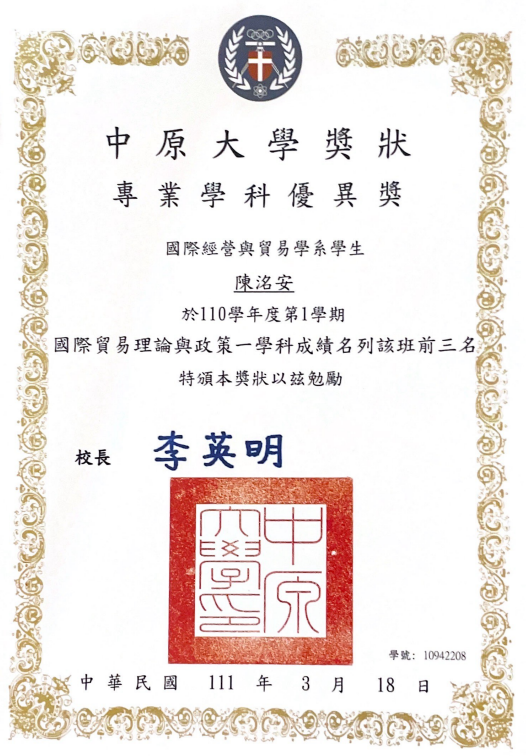 中原大學獎狀
專業學科優異獎
國際經營與貿易學系學生
陳洺安
於110學年度第1學期
國際貿易理論與政策一學科成績名列該班前三名
特頒本獎狀以茲勉勵
校長 李英明
中原大學印
學號: 10942208
中華民國 111 年 3 月 18 日